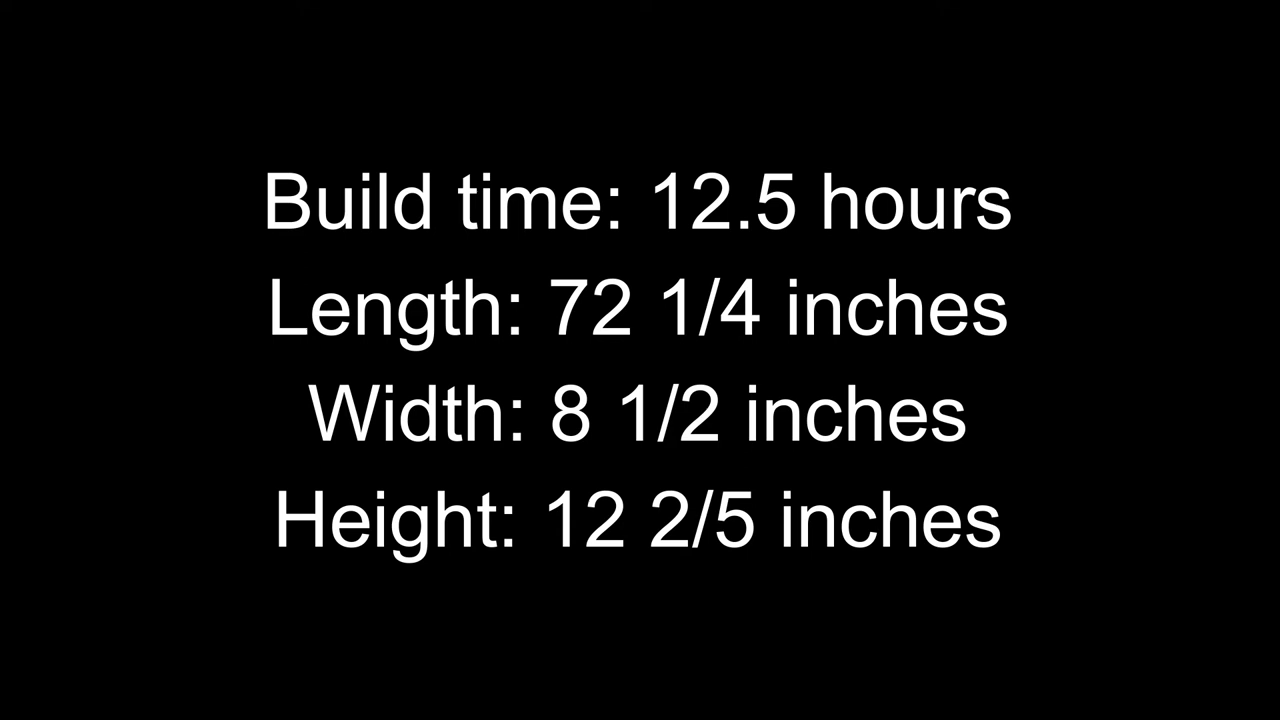 Build time: 12.5 hours
Length: 72 1/4 inches
Width: 8 1/2 inches
Height: 12 2/5 inches